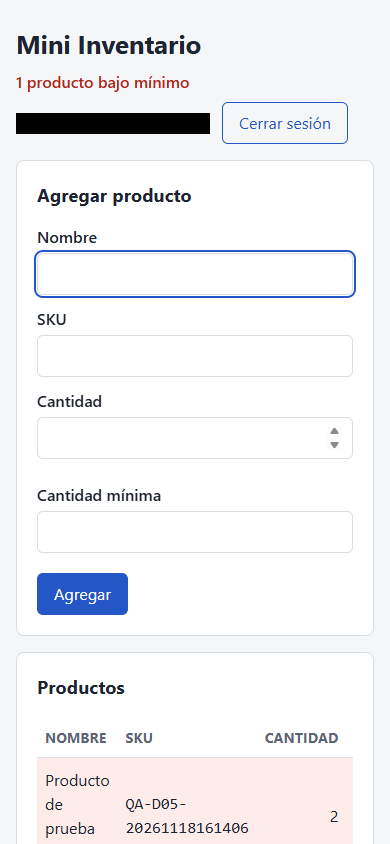 Mini Inventario
1 producto bajo mínimo
Cerrar sesión
Agregar producto
Nombre
SKU
Cantidad
Cantidad mínima
Agregar
Productos
NOMBRE SKU CANTIDAD
Producto
de
prueba
QA-D05-
20261118161406
2